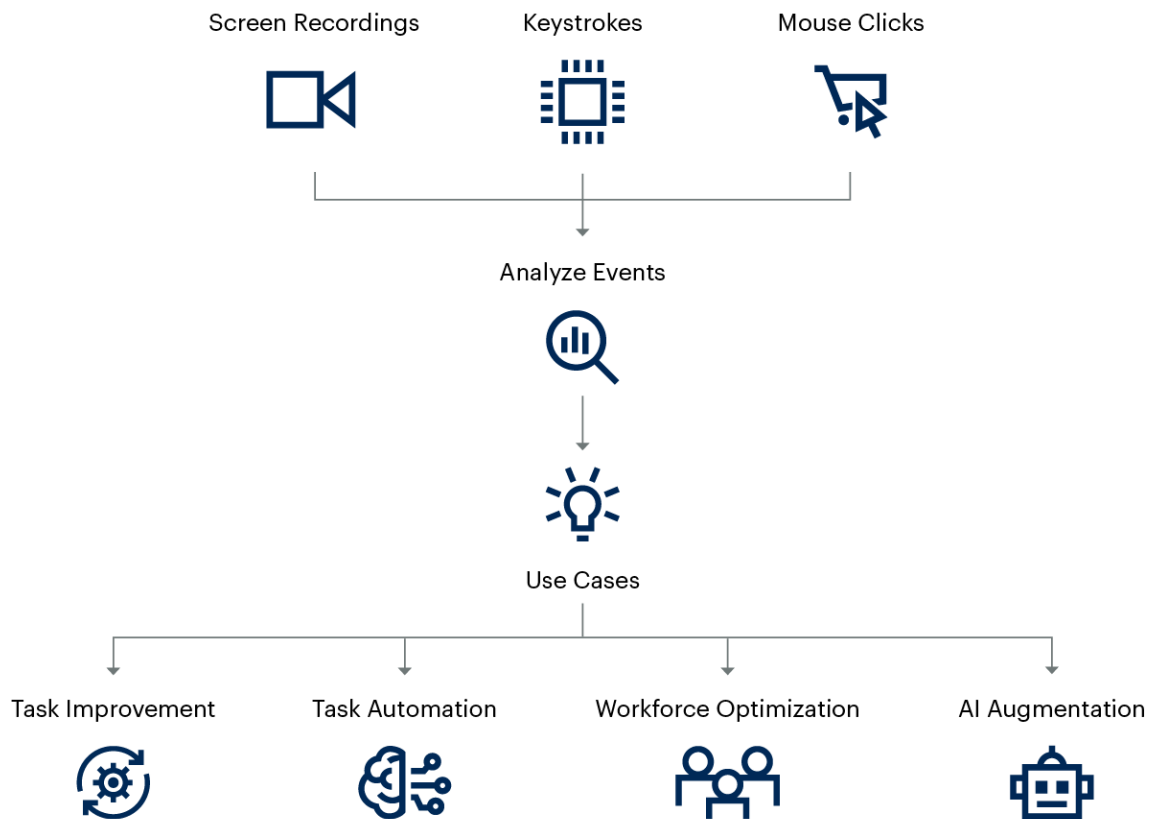 Screen Recordings
Keystrokes
Mouse Clicks
Analyze Events
Use Cases
Task Improvement
Task Automation
Workforce Optimization
AI Augmentation